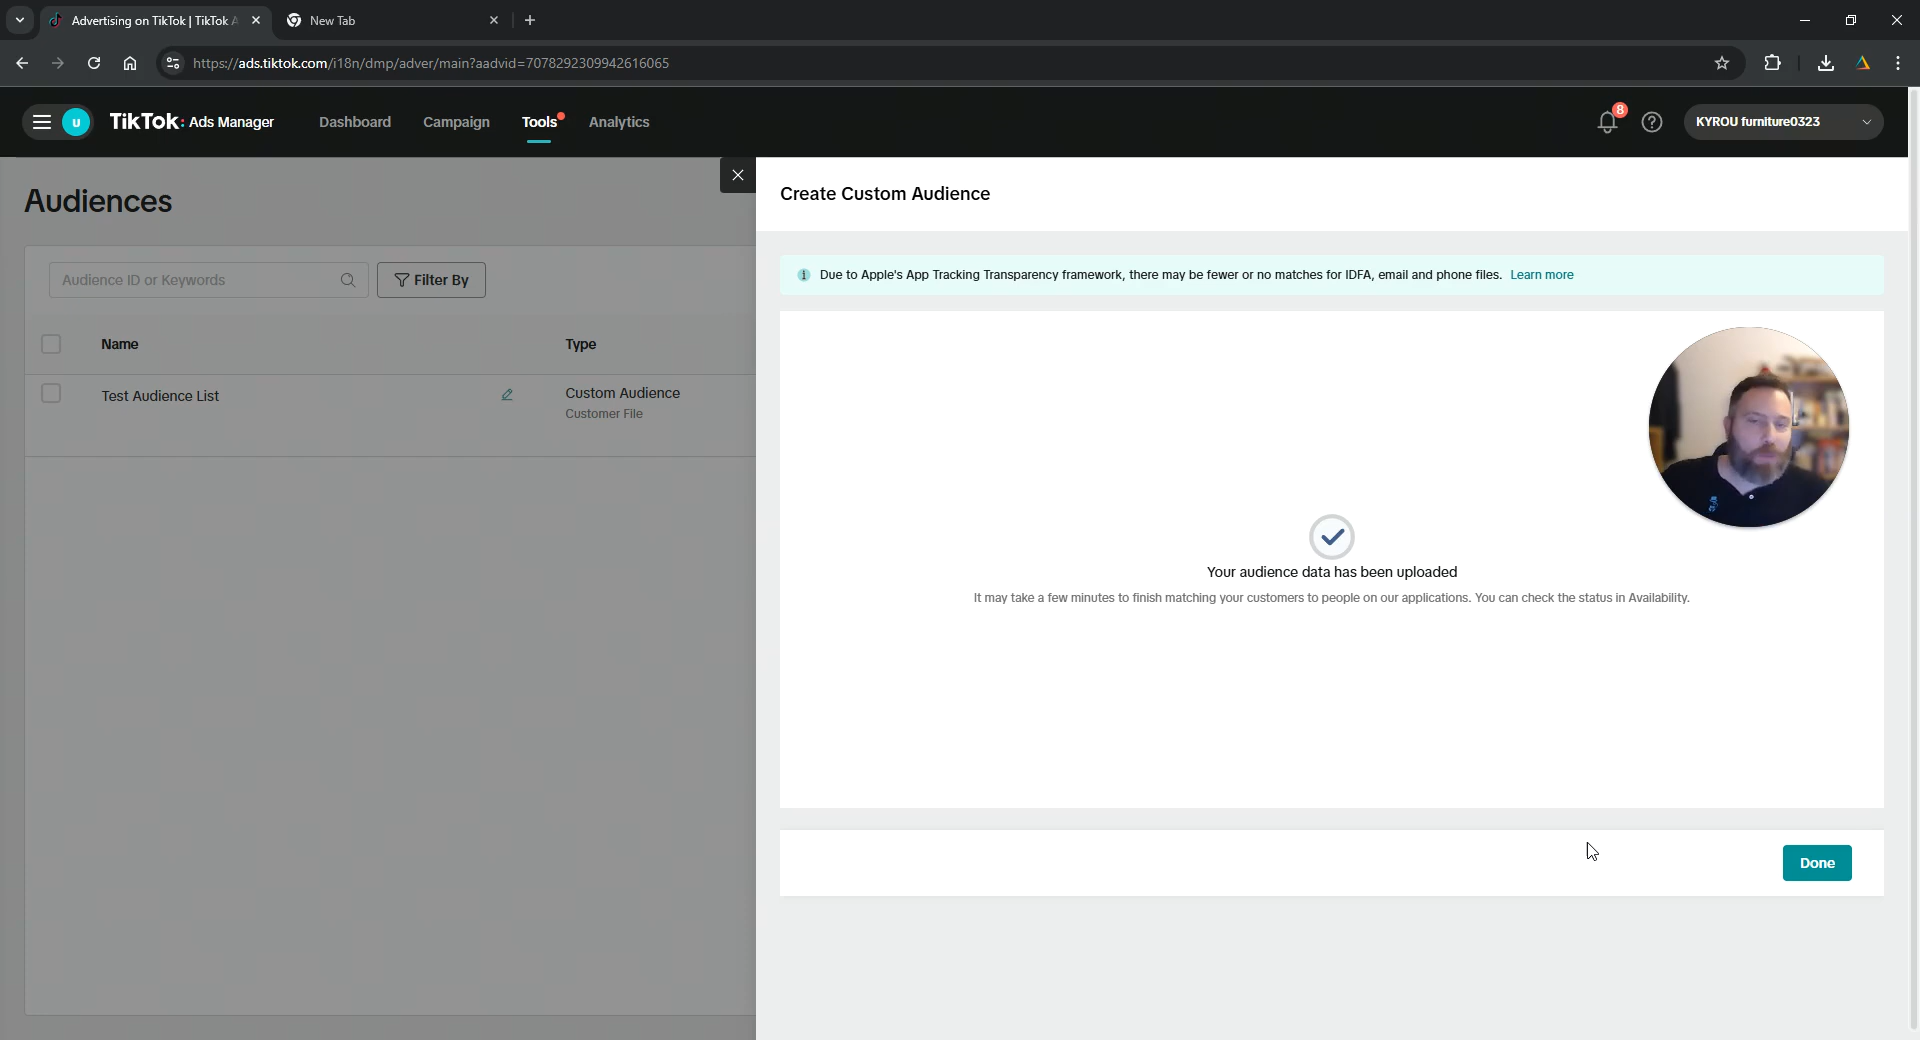 Advertising on TikTok | TikTok A
New Tab
https://ads.tiktok.com/i18n/dmp/adver/main?aadvid=7078292309942616065
U
TikTok: Ads Manager
Dashboard
Campaign
Tools
Analytics
8
KYROU furniture0323
Audiences
Audience ID or Keywords
Filter By
Name
Type
Test Audience List
Custom Audience
Customer File
Create Custom Audience
Due to Apple's App Tracking Transparency framework, there may be fewer or no matches for IDFA, email and phone files. Learn more
Your audience data has been uploaded
It may take a few minutes to finish matching your customers to people on our applications. You can check the status in Availability.
Done